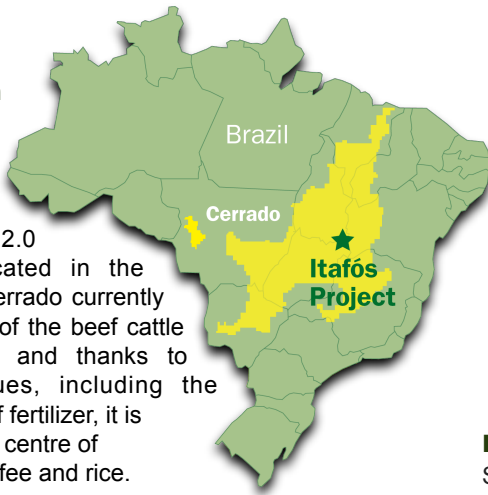 Brazil
Cerrado
Itafós
Project
2.0
cated in the
errado currently
of the beef cattle
and thanks to
ues, including the
f fertilizer, it is
centre of
fee and rice.